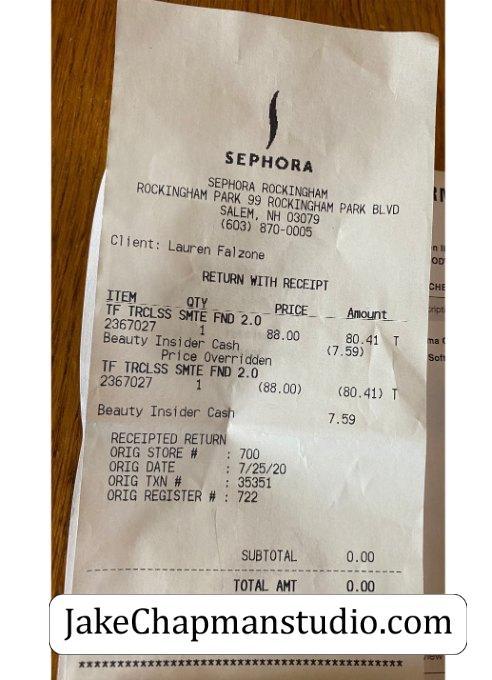 SEPHORA
SEPHORA ROCKINGHAM
ROCKINGHAM PARK 99 ROCKINGHAM PARK BLVD
SALEM, NH 03079
(603) 870-0005
Client: Lauren Falzone
RETURN WITH RECEIPT
ITEM QTY PRICE Amount
TF TRCLSS SMTE FND 2.0
2367027 1 88.00 80.41 T
Beauty Insider Cash (7.59)
Price Overridden
TF TRCLSS SMTE FND 2.0
2367027 1 (88.00) (80.41) T
Beauty Insider Cash 7.59
RECEIPTED RETURN
ORIG STORE # : 700
ORIG DATE : 7/25/20
ORIG TXN # : 35351
ORIG REGISTER # : 722
SUBTOTAL 0.00
TOTAL AMT 0.00
JakeChapmanstudio.com